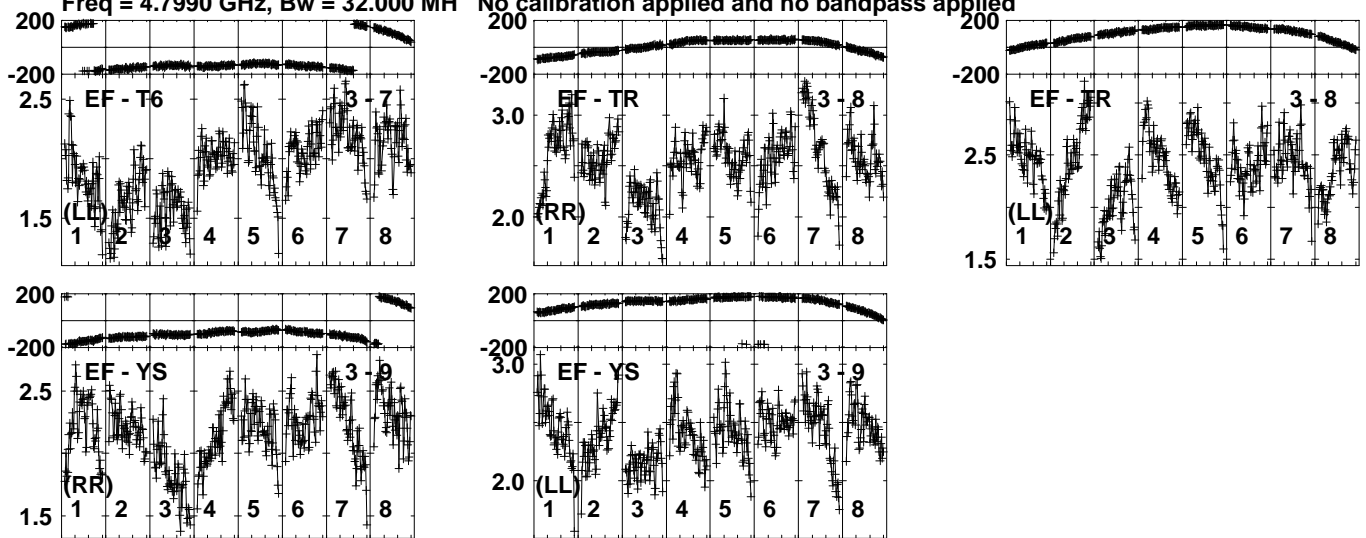 Freq = 4.7990 GHz, Bw = 32.000 MH No calibration applied and no bandpass applied
200
-200
EF - T6 3 - 7
2.5
1.5
(LL)
1 2 3 4 5 6 7 8
200
-200
EF - TR 3 - 8
3.0
2.0
(RR)
1 2 3 4 5 6 7 8
200
-200
EF - TR 3 - 8
2.5
1.5
(LL)
1 2 3 4 5 6 7 8
200
-200
EF - YS 3 - 9
2.5
1.5
(RR)
1 2 3 4 5 6 7 8
200
-200
3.0
EF - YS 3 - 9
2.0
(LL)
1 2 3 4 5 6 7 8